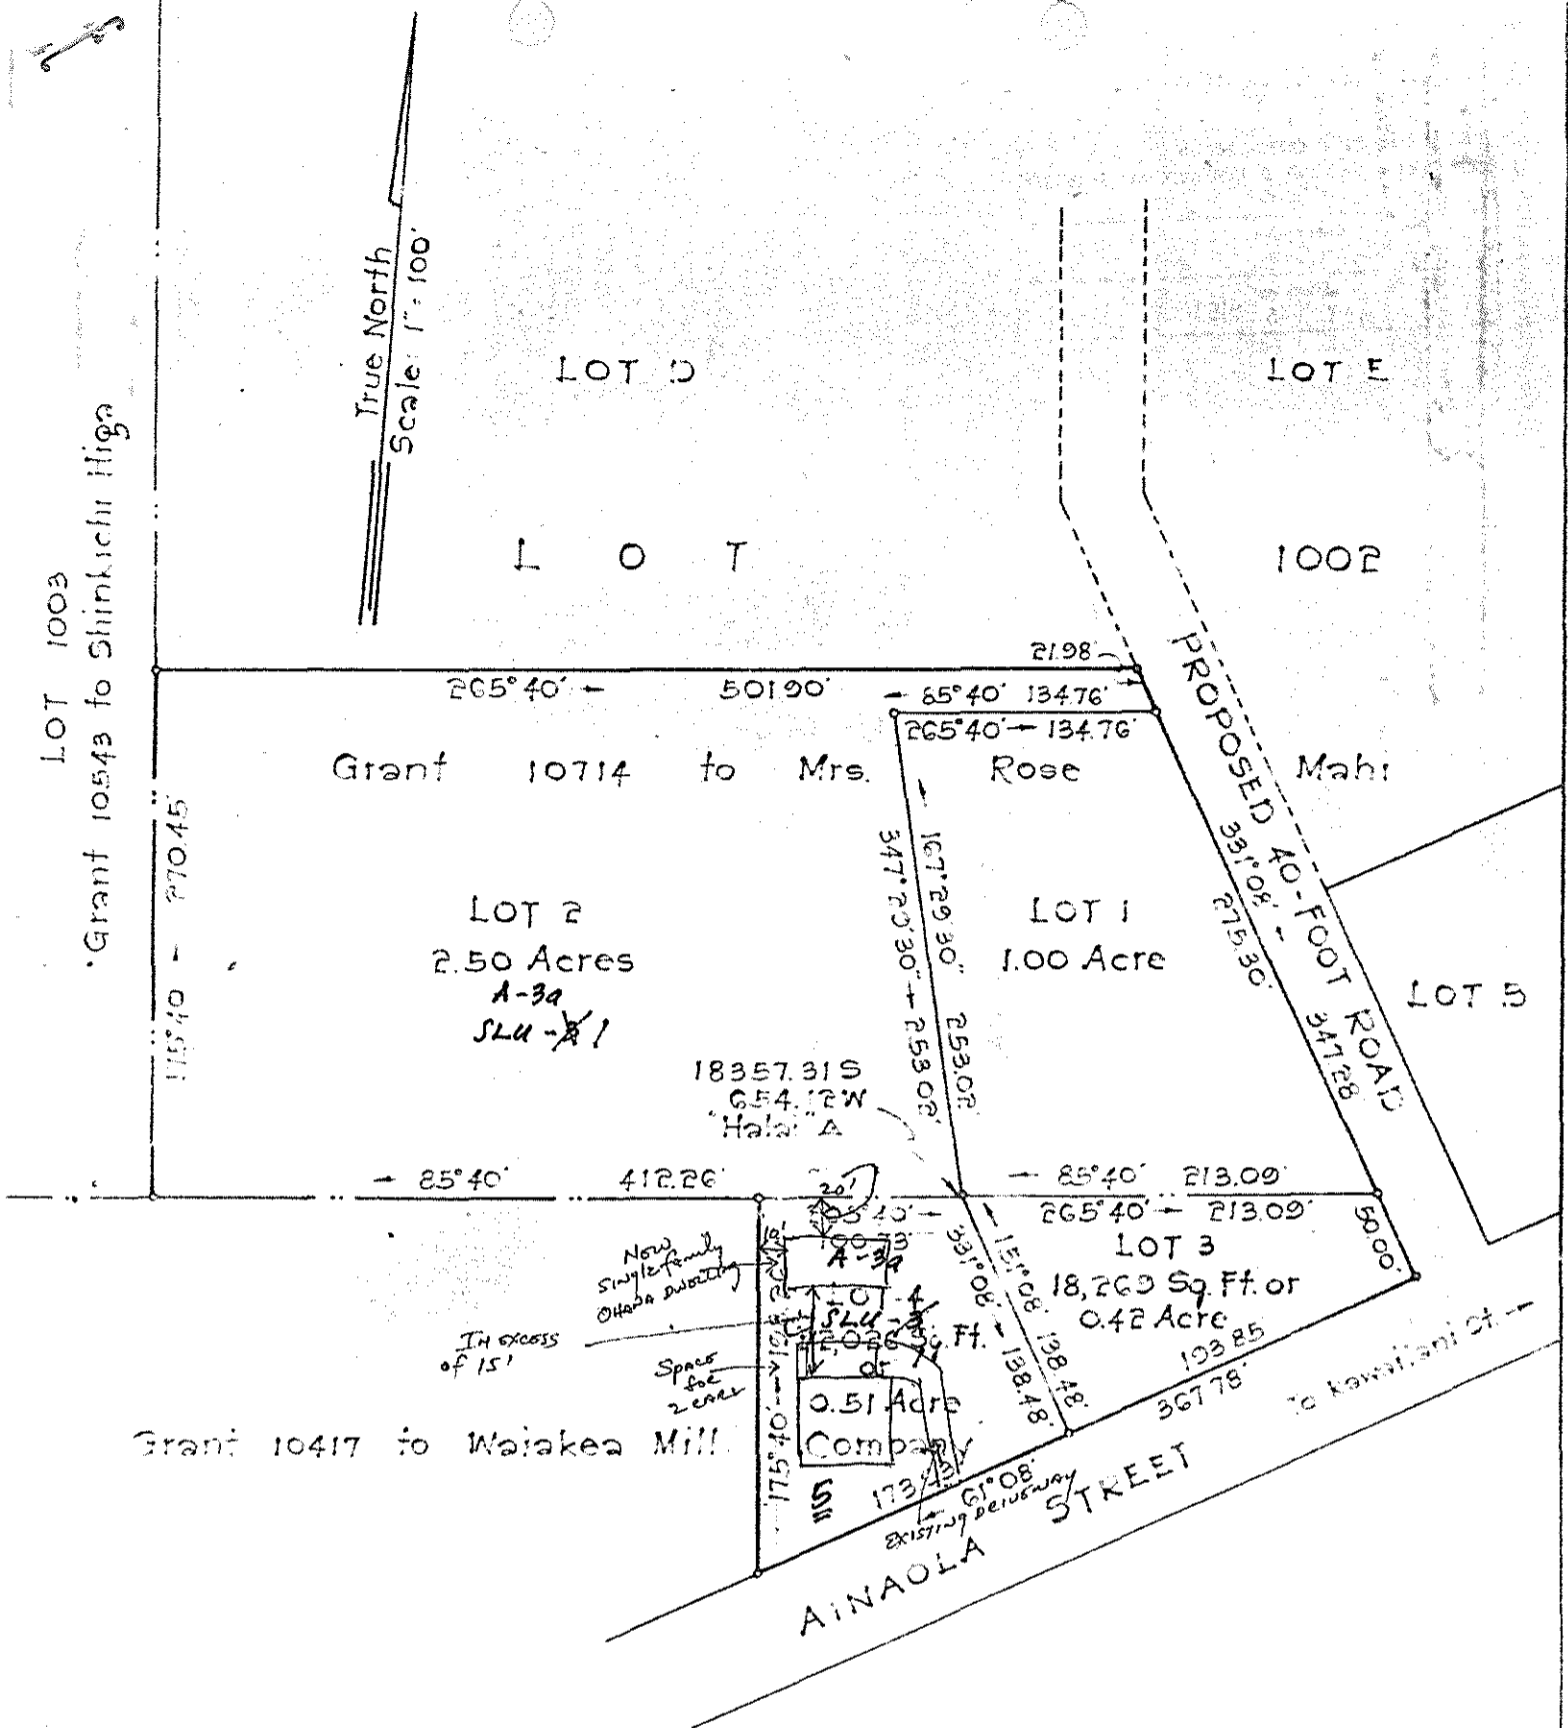 True North
Scale: 1" = 100'
LOT D
LOT E
LOT 1003
Grant 10543 to Shinkichi Higa
L O T 1002
21.98
265°40' 501.90'
85°40' 134.76'
265°40' 134.76'
Grant 10714 to Mrs. Rose Mahi
PROPOSED 40-FOOT ROAD
331°08'
275.30'
347.28
270.45
167°29'30" 253.02'
253.02'
LOT 2
2.50 Acres
A-3a
SLU - 1
LOT 1
1.00 Acre
LOT 5
18357.31 S
W
"Halai"
85°40' 412.26'
20'
85°40' 213.09'
265°40' 213.09'
50.00'
LOT 3
18,269 Sq. Ft. or
0.42 Acre
A-3a
SLU
Ft.
or
0.51 Acre
New
single family
OHANA DWELLING
IN EXCESS
of 15'
Space
for
2 cars
175°40'
331°08' 138.48'
151°08' 138.48'
193.85
367.78'
To Kawailani St.
Grant 10417 to Waiakea Mill Company
S
61°08'
EXISTING DRIVEWAY
AINAOLA STREET